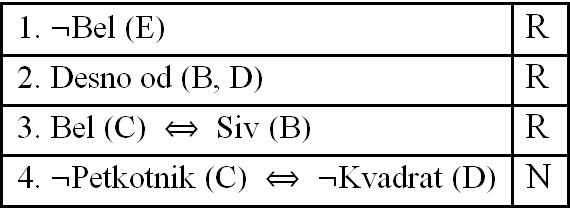 1. ¬Bel (E) R
2. Desno od (B, D) R
3. Bel (C) ⇔ Siv (B) R
4. ¬Petkotnik (C) ⇔ ¬Kvadrat (D) N